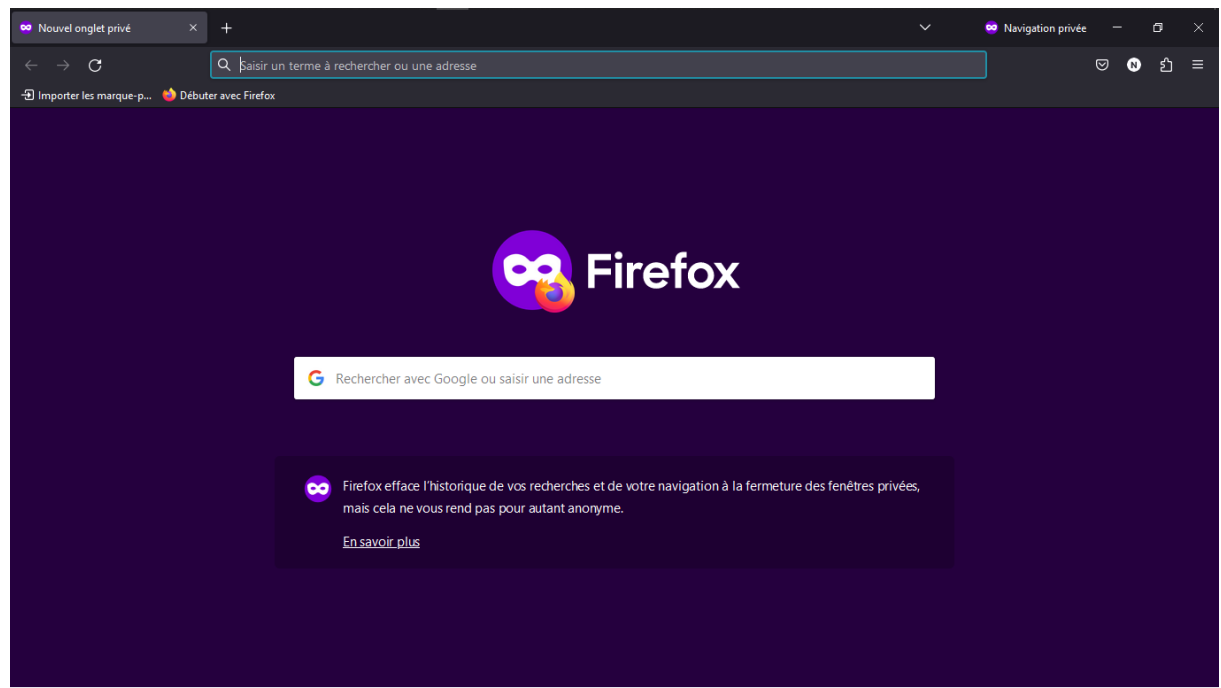 Nouvel onglet privé
Navigation privée
Saisir un terme à rechercher ou une adresse
N
Importer les marque-p... Débuter avec Firefox
Firefox
G Rechercher avec Google ou saisir une adresse
Firefox efface l'historique de vos recherches et de votre navigation à la fermeture des fenêtres privées,
mais cela ne vous rend pas pour autant anonyme.
En savoir plus